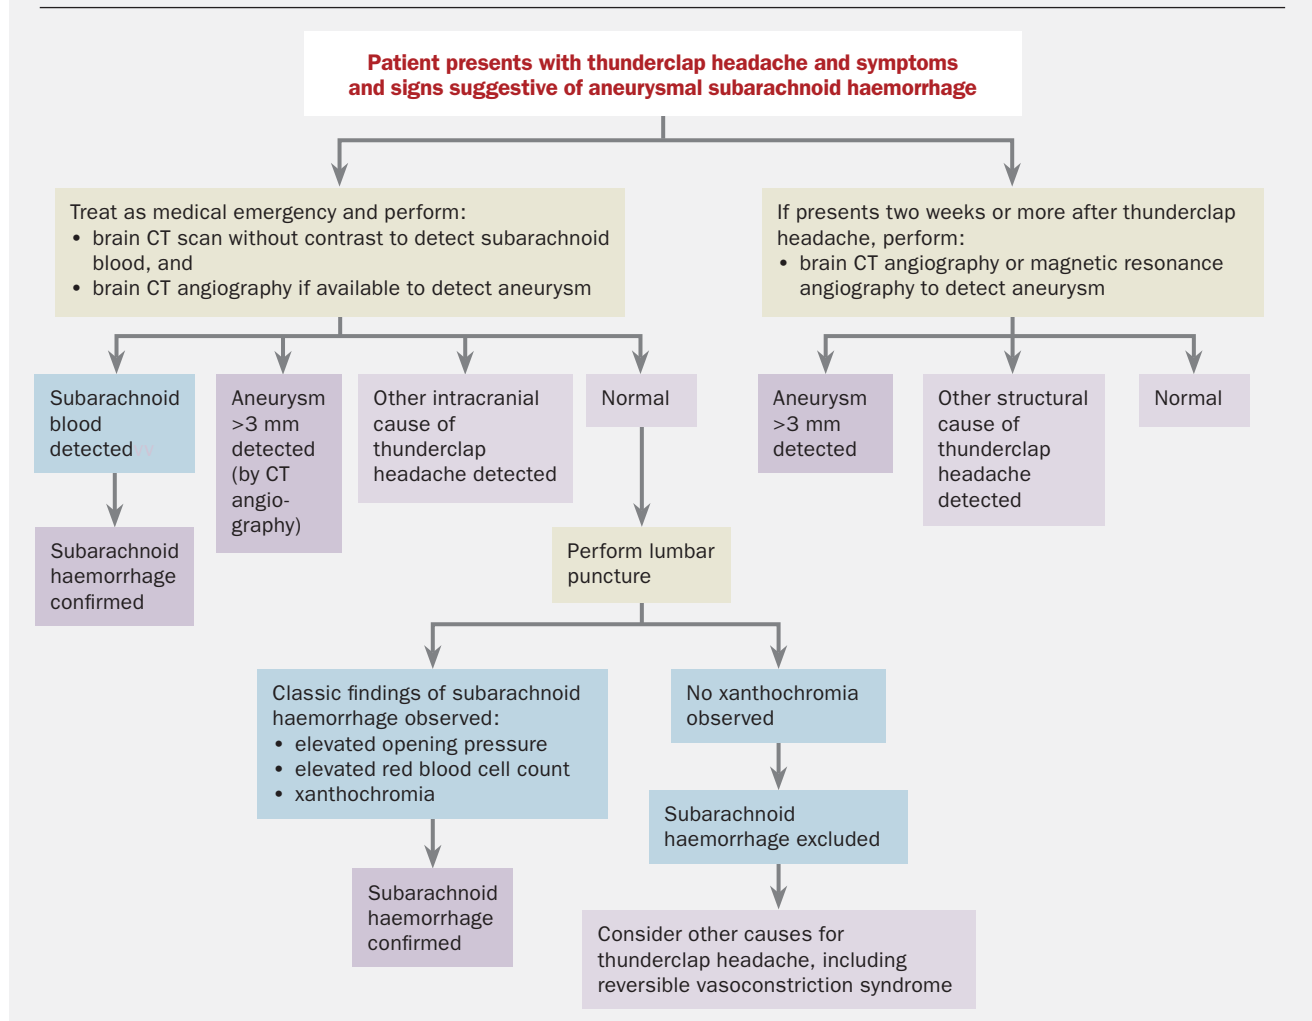 Patient presents with thunderclap headache and symptoms
and signs suggestive of aneurysmal subarachnoid haemorrhage
Treat as medical emergency and perform:
• brain CT scan without contrast to detect subarachnoid
blood, and
• brain CT angiography if available to detect aneurysm
If presents two weeks or more after thunderclap
headache, perform:
• brain CT angiography or magnetic resonance
angiography to detect aneurysm
Subarachnoid
blood
detected
Aneurysm
>3 mm
detected
(by CT
angio-
graphy)
Other intracranial
cause of
thunderclap
headache detected
Normal
Aneurysm
>3 mm
detected
Other structural
cause of
thunderclap
headache
detected
Normal
Subarachnoid
haemorrhage
confirmed
Perform lumbar
puncture
Classic findings of subarachnoid
haemorrhage observed:
• elevated opening pressure
• elevated red blood cell count
• xanthochromia
No xanthochromia
observed
Subarachnoid
haemorrhage excluded
Subarachnoid
haemorrhage
confirmed
Consider other causes for
thunderclap headache, including
reversible vasoconstriction syndrome